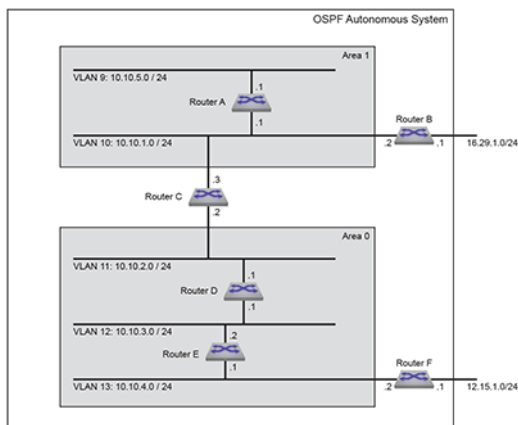 OSPF Autonomous System
Area 1
VLAN 9: 10.10.5.0 / 24
.1
Router A
.1
Router B
VLAN 10: 10.10.1.0 / 24
.2
.1
16.29.1.0/24
.3
Router C
.2
Area 0
VLAN 11: 10.10.2.0 / 24
.1
Router D
.1
VLAN 12: 10.10.3.0 / 24
.2
Router E
.1
Router F
VLAN 13: 10.10.4.0 / 24
.2
.1
12.15.1.0/24